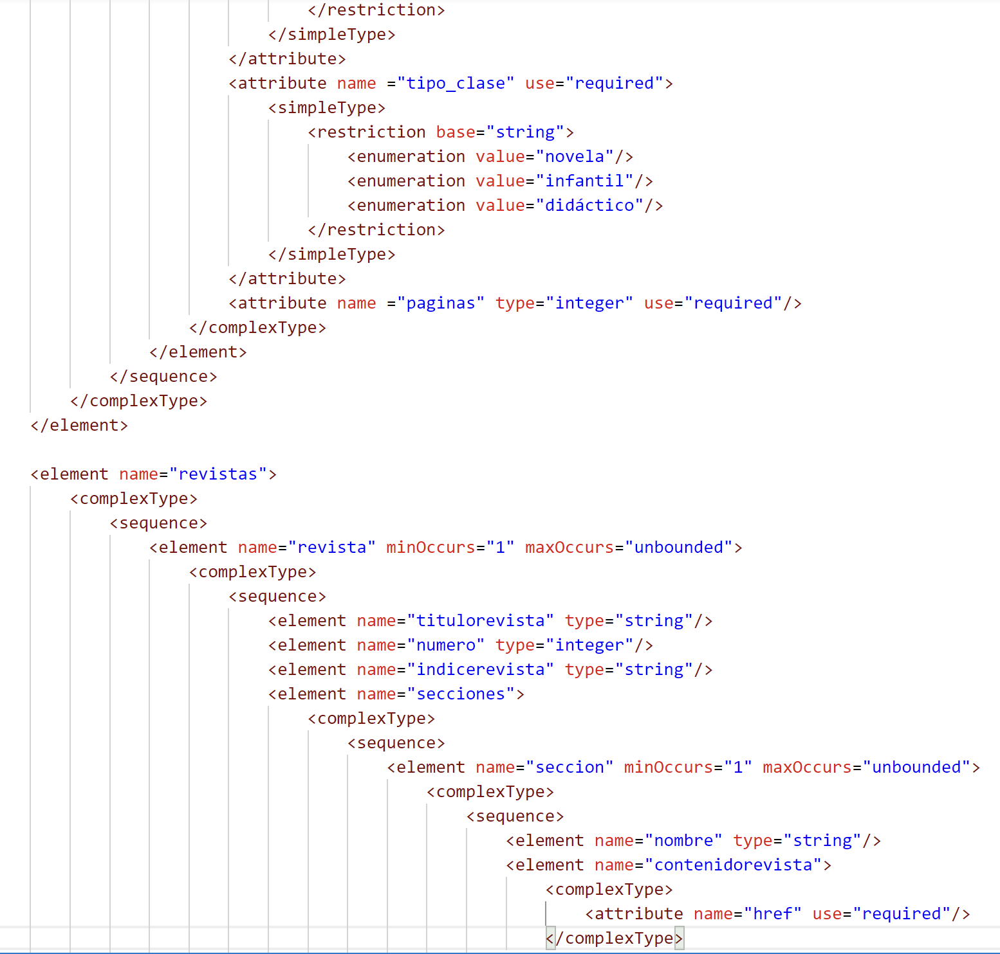 </restriction>
</simpleType>
</attribute>
<attribute name ="tipo_clase" use="required">
<simpleType>
<restriction base="string">
<enumeration value="novela"/>
<enumeration value="infantil"/>
<enumeration value="didáctico"/>
</restriction>
</simpleType>
</attribute>
<attribute name ="paginas" type="integer" use="required"/>
</complexType>
</element>
</sequence>
</complexType>
</element>
<element name="revistas">
<complexType>
<sequence>
<element name="revista" minOccurs="1" maxOccurs="unbounded">
<complexType>
<sequence>
<element name="titulorevista" type="string"/>
<element name="numero" type="integer"/>
<element name="indicerevista" type="string"/>
<element name="secciones">
<complexType>
<sequence>
<element name="seccion" minOccurs="1" maxOccurs="unbounded">
<complexType>
<sequence>
<element name="nombre" type="string"/>
<element name="contenidorevista">
<complexType>
<attribute name="href" use="required"/>
</complexType>